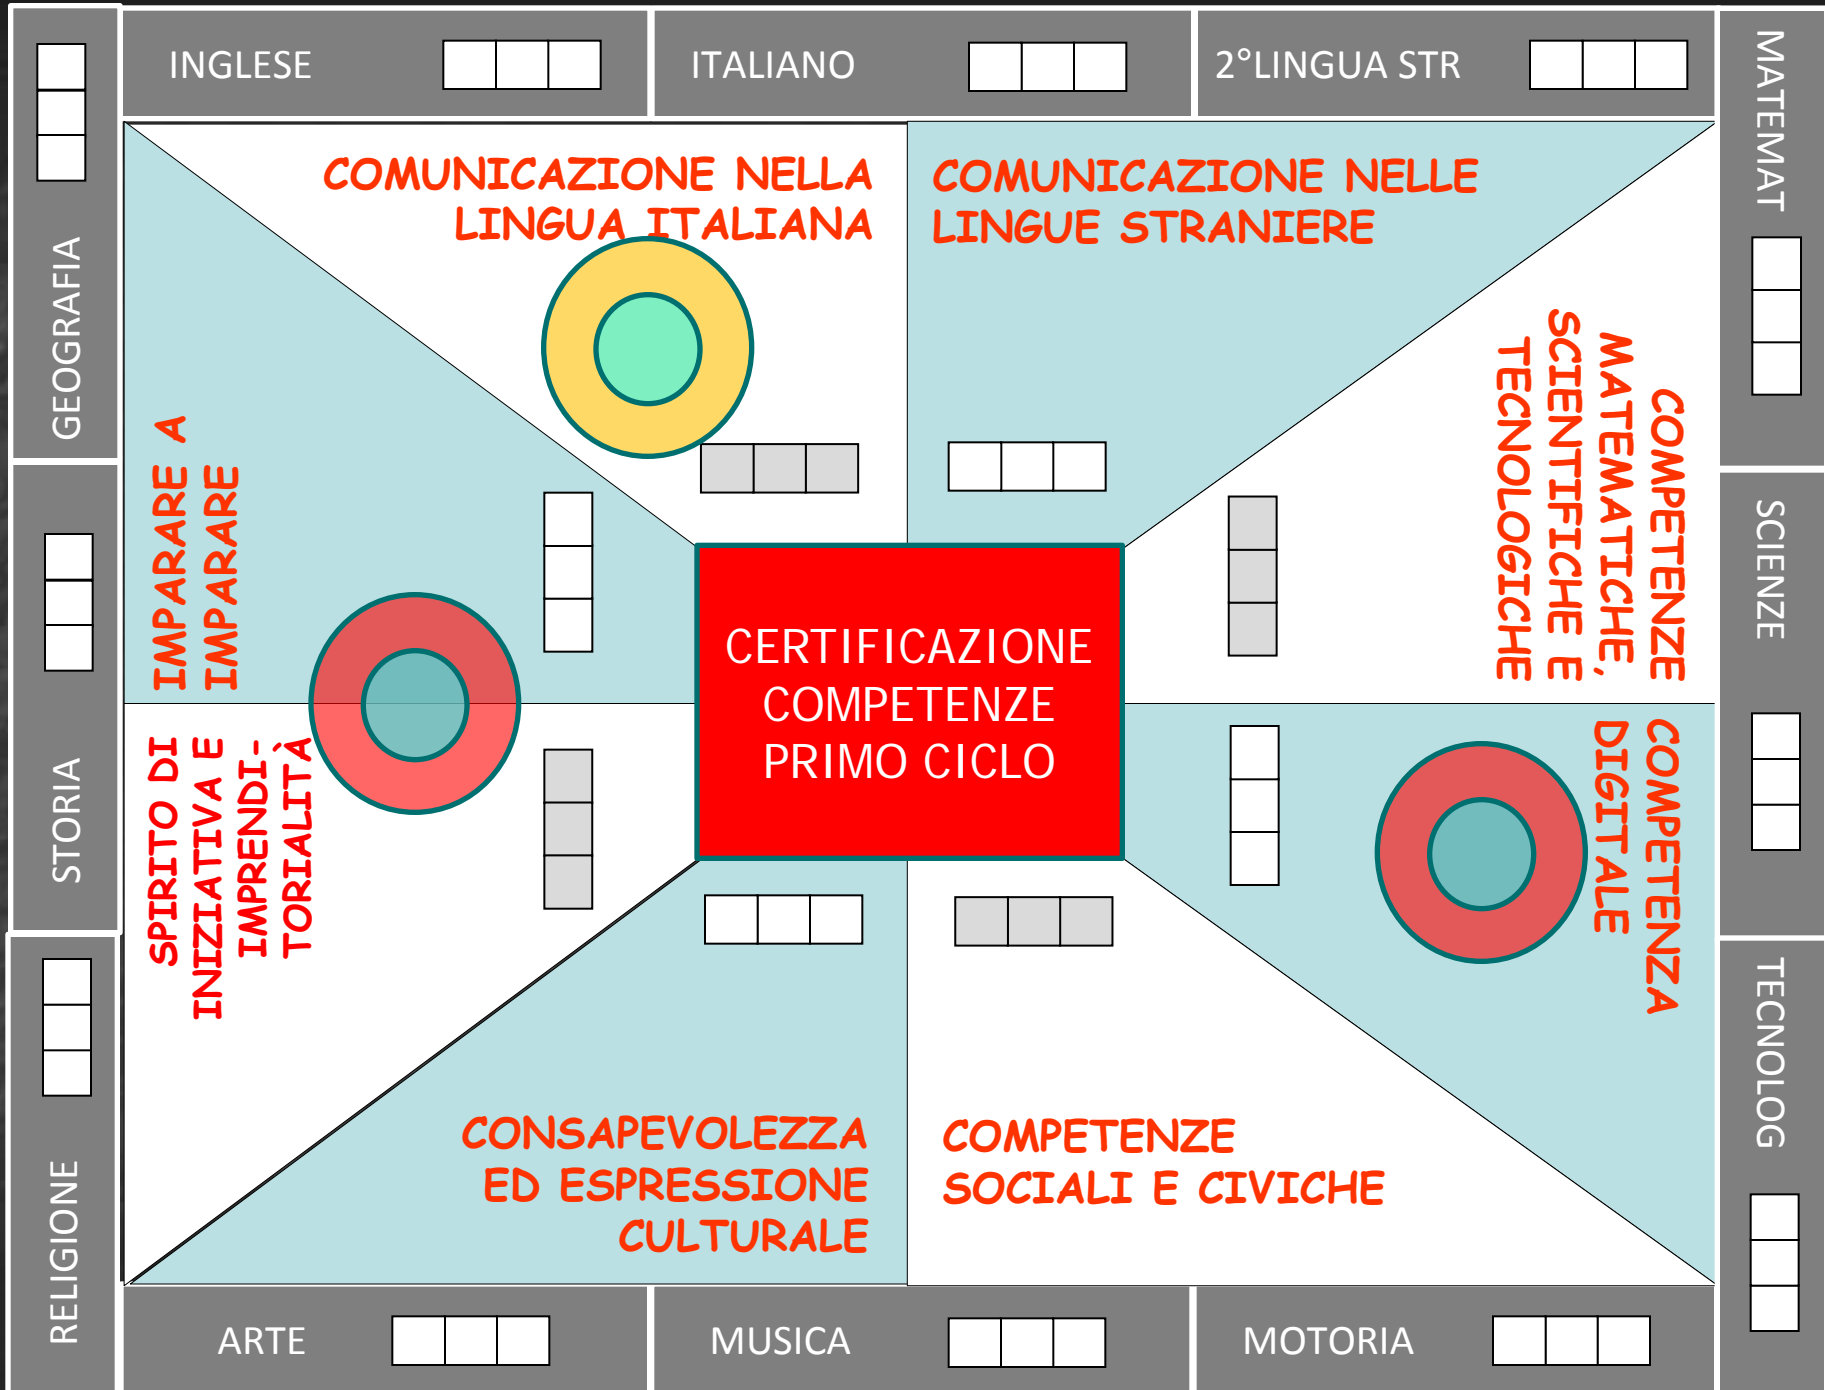 INGLESE
ITALIANO
2°LINGUA STR
MATEMAT
SCIENZE
TECNOLOG
GEOGRAFIA
STORIA
RELIGIONE
COMUNICAZIONE NELLA
LINGUA ITALIANA
COMUNICAZIONE NELLE
LINGUE STRANIERE
COMPETENZE
MATEMATICHE,
SCIENTIFICHE E
TECNOLOGICHE
COMPETENZA
DIGITALE
IMPARARE A
IMPARARE
SPIRITO DI
INIZIATIVA E
IMPRENDI-
TORIALITÀ
CERTIFICAZIONE
COMPETENZE
PRIMO CICLO
CONSAPEVOLEZZA
ED ESPRESSIONE
CULTURALE
COMPETENZE
SOCIALI E CIVICHE
ARTE
MUSICA
MOTORIA